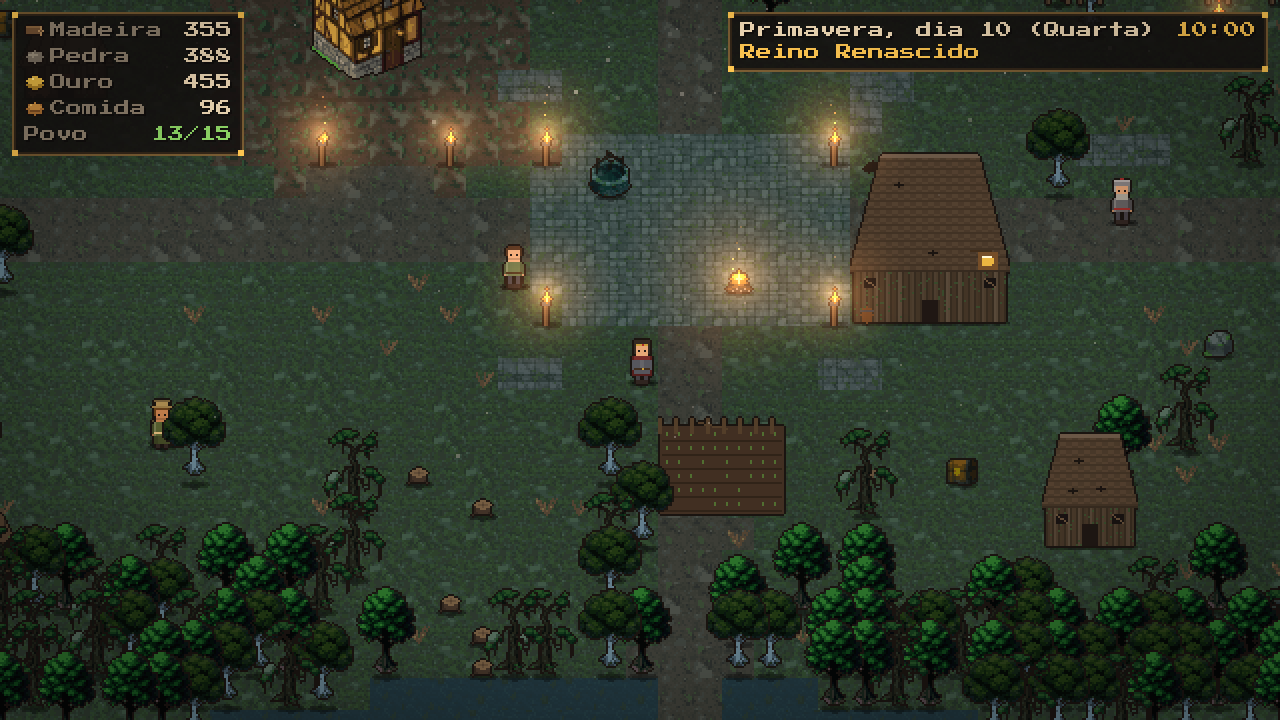 Madeira 355
Pedra 388
Ouro 455
Comida 96
Povo 13/15
Primavera, dia 10 (Quarta) 10:00
Reino Renascido